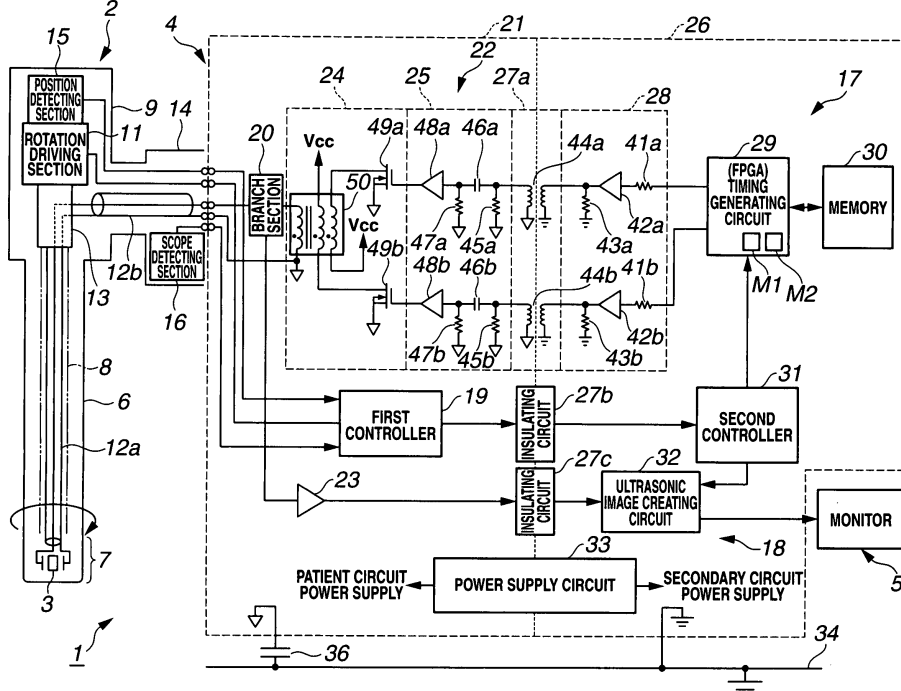 2
15
4
21
26
POSITION
DETECTING
SECTION
9
11
14
ROTATION
DRIVING
SECTION
22
24
25
27a
28
17
20
49a
48a
46a
44a
41a
29
30
Vcc
BRANCH
SECTION
50
Vcc
47a
45a
43a
42a
(FPGA)
TIMING
GENERATING
CIRCUIT
MEMORY
M1
M2
SCOPE
DETECTING
SECTION
12b
13
16
49b
48b
46b
44b
41b
47b
45b
43b
42b
8
6
12a
19
27b
31
FIRST
CONTROLLER
INSULATING
CIRCUIT
SECOND
CONTROLLER
23
27c
32
INSULATING
CIRCUIT
ULTRASONIC
IMAGE CREATING
CIRCUIT
MONITOR
7
3
33
18
5
PATIENT CIRCUIT
POWER SUPPLY
POWER SUPPLY CIRCUIT
SECONDARY CIRCUIT
POWER SUPPLY
1
36
34